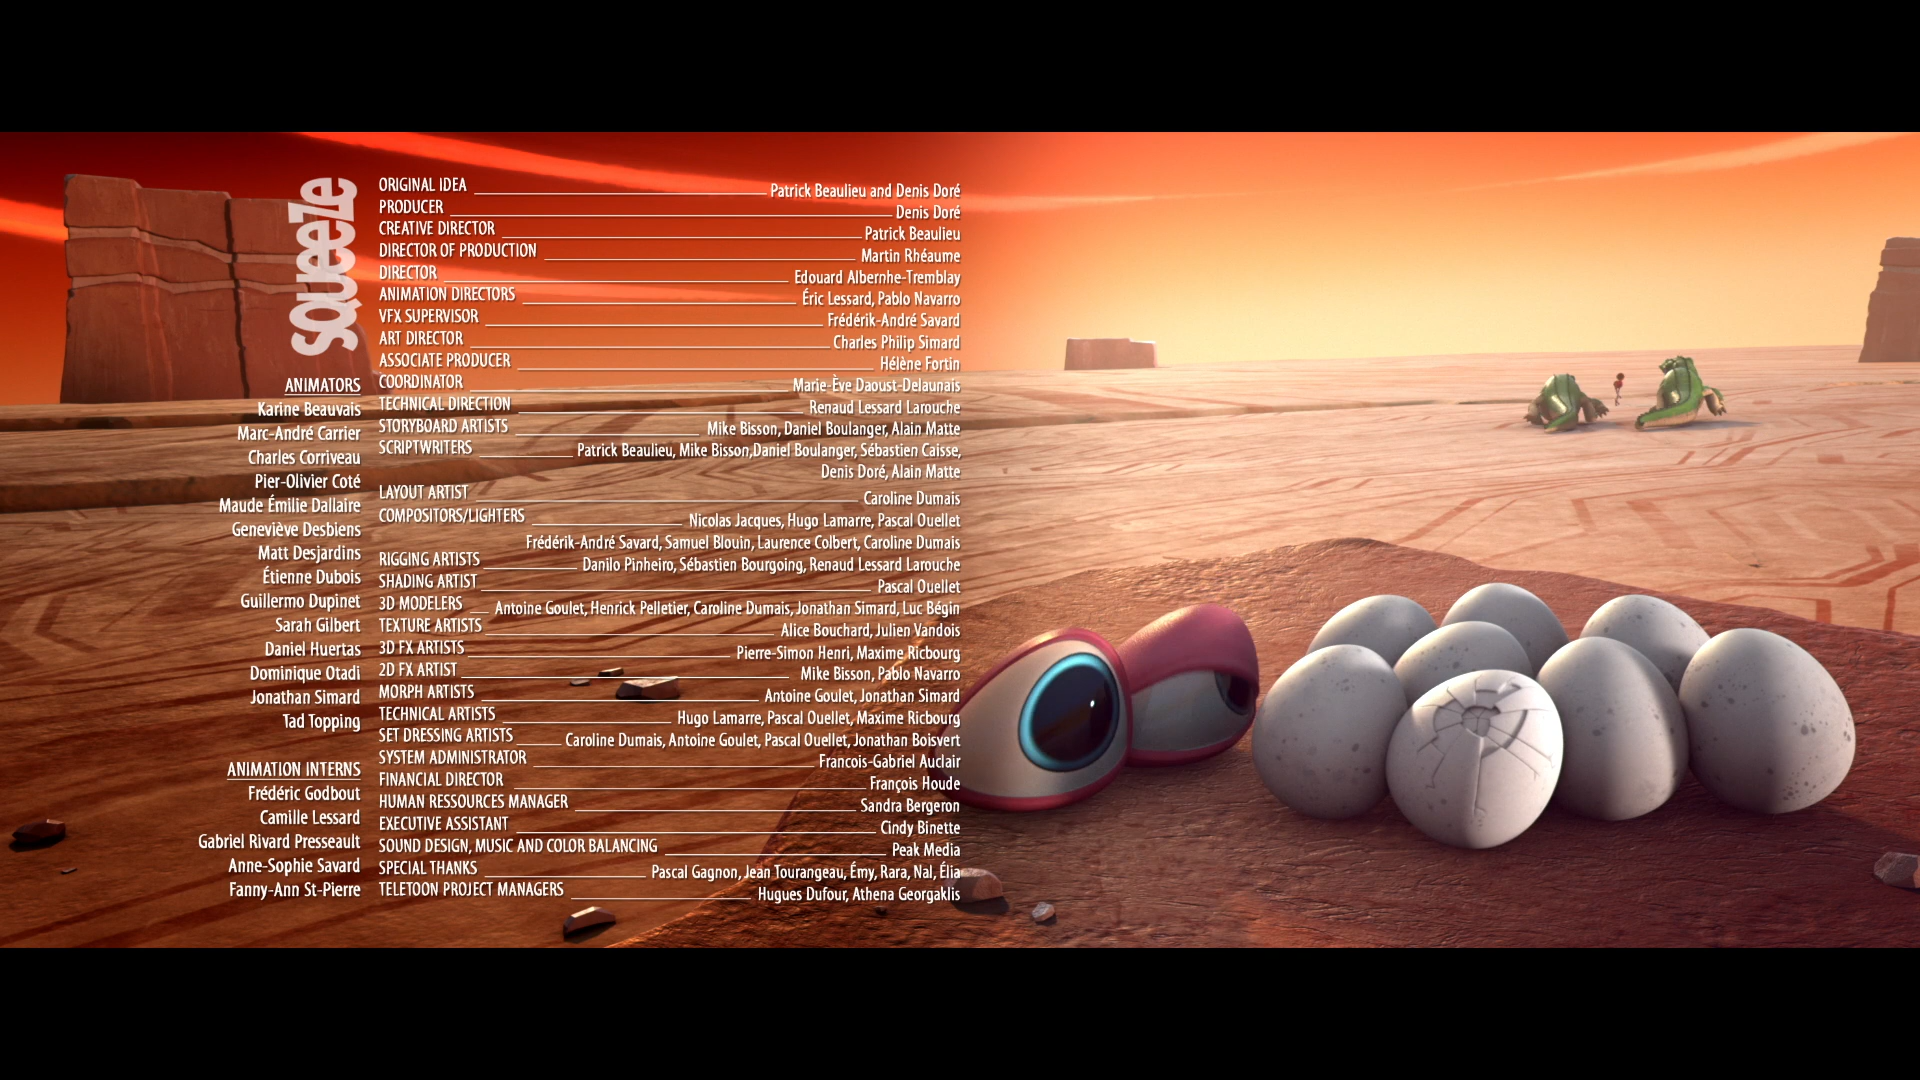 squeeze
ORIGINAL IDEA Patrick Beaulieu and Denis Doré
PRODUCER Denis Doré
CREATIVE DIRECTOR Patrick Beaulieu
DIRECTOR OF PRODUCTION Martin Rhéaume
DIRECTOR Edouard Albernhe-Tremblay
ANIMATION DIRECTORS Éric Lessard, Pablo Navarro
VFX SUPERVISOR Frédérik-André Savard
ART DIRECTOR Charles Philip Simard
ASSOCIATE PRODUCER Hélène Fortin
COORDINATOR Marie-Ève Daoust-Delaunais
TECHNICAL DIRECTION Renaud Lessard Larouche
STORYBOARD ARTISTS Mike Bisson, Daniel Boulanger, Alain Matte
SCRIPTWRITERS Patrick Beaulieu, Mike Bisson,Daniel Boulanger, Sébastien Caisse,
Denis Doré, Alain Matte
LAYOUT ARTIST Caroline Dumais
COMPOSITORS/LIGHTERS Nicolas Jacques, Hugo Lamarre, Pascal Ouellet
Frédérik-André Savard, Samuel Blouin, Laurence Colbert, Caroline Dumais
RIGGING ARTISTS Danilo Pinheiro, Sébastien Bourgoing, Renaud Lessard Larouche
SHADING ARTIST Pascal Ouellet
3D MODELERS Antoine Goulet, Henrick Pelletier, Caroline Dumais, Jonathan Simard, Luc Bégin
TEXTURE ARTISTS Alice Bouchard, Julien Vandois
3D FX ARTISTS Pierre-Simon Henri, Maxime Ricbourg
2D FX ARTIST Mike Bisson, Pablo Navarro
MORPH ARTISTS Antoine Goulet, Jonathan Simard
TECHNICAL ARTISTS Hugo Lamarre, Pascal Ouellet, Maxime Ricbourg
SET DRESSING ARTISTS Caroline Dumais, Antoine Goulet, Pascal Ouellet, Jonathan Boisvert
SYSTEM ADMINISTRATOR Francois-Gabriel Auclair
FINANCIAL DIRECTOR François Houde
HUMAN RESSOURCES MANAGER Sandra Bergeron
EXECUTIVE ASSISTANT Cindy Binette
SOUND DESIGN, MUSIC AND COLOR BALANCING Peak Media
SPECIAL THANKS Pascal Gagnon, Jean Tourangeau, Émy, Rara, Nal, Élia
TELETOON PROJECT MANAGERS Hugues Dufour, Athena Georgaklis
ANIMATORS
Karine Beauvais
Marc-André Carrier
Charles Corriveau
Pier-Olivier Coté
Maude Émilie Dallaire
Geneviève Desbiens
Matt Desjardins
Étienne Dubois
Guillermo Dupinet
Sarah Gilbert
Daniel Huertas
Dominique Otadi
Jonathan Simard
Tad Topping
ANIMATION INTERNS
Frédéric Godbout
Camille Lessard
Gabriel Rivard Presseault
Anne-Sophie Savard
Fanny-Ann St-Pierre